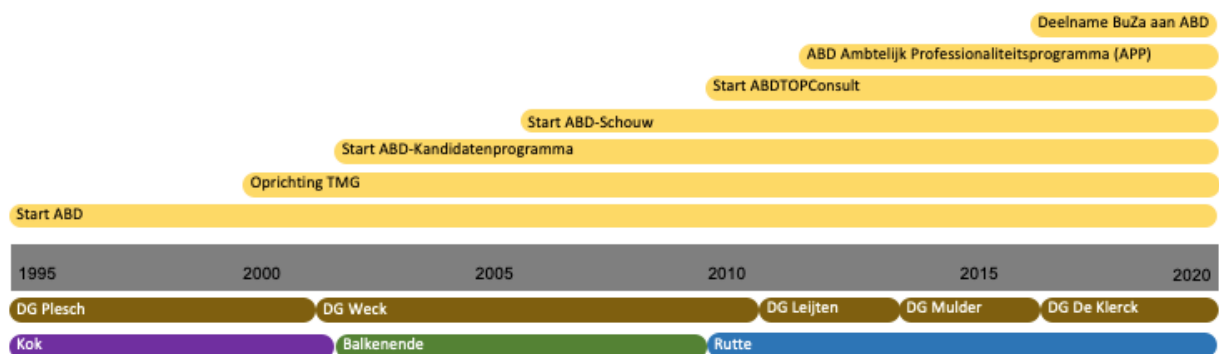 Deelname BuZa aan ABD
ABD Ambtelijk Professionaliteitsprogramma (APP)
Start ABDTOPConsult
Start ABD-Schouw
Start ABD-Kandidatenprogramma
Oprichting TMG
Start ABD
1995 2000 2005 2010 2015 2020
DG Plesch DG Weck DG Leijten DG Mulder DG De Klerck
Kok Balkenende Rutte